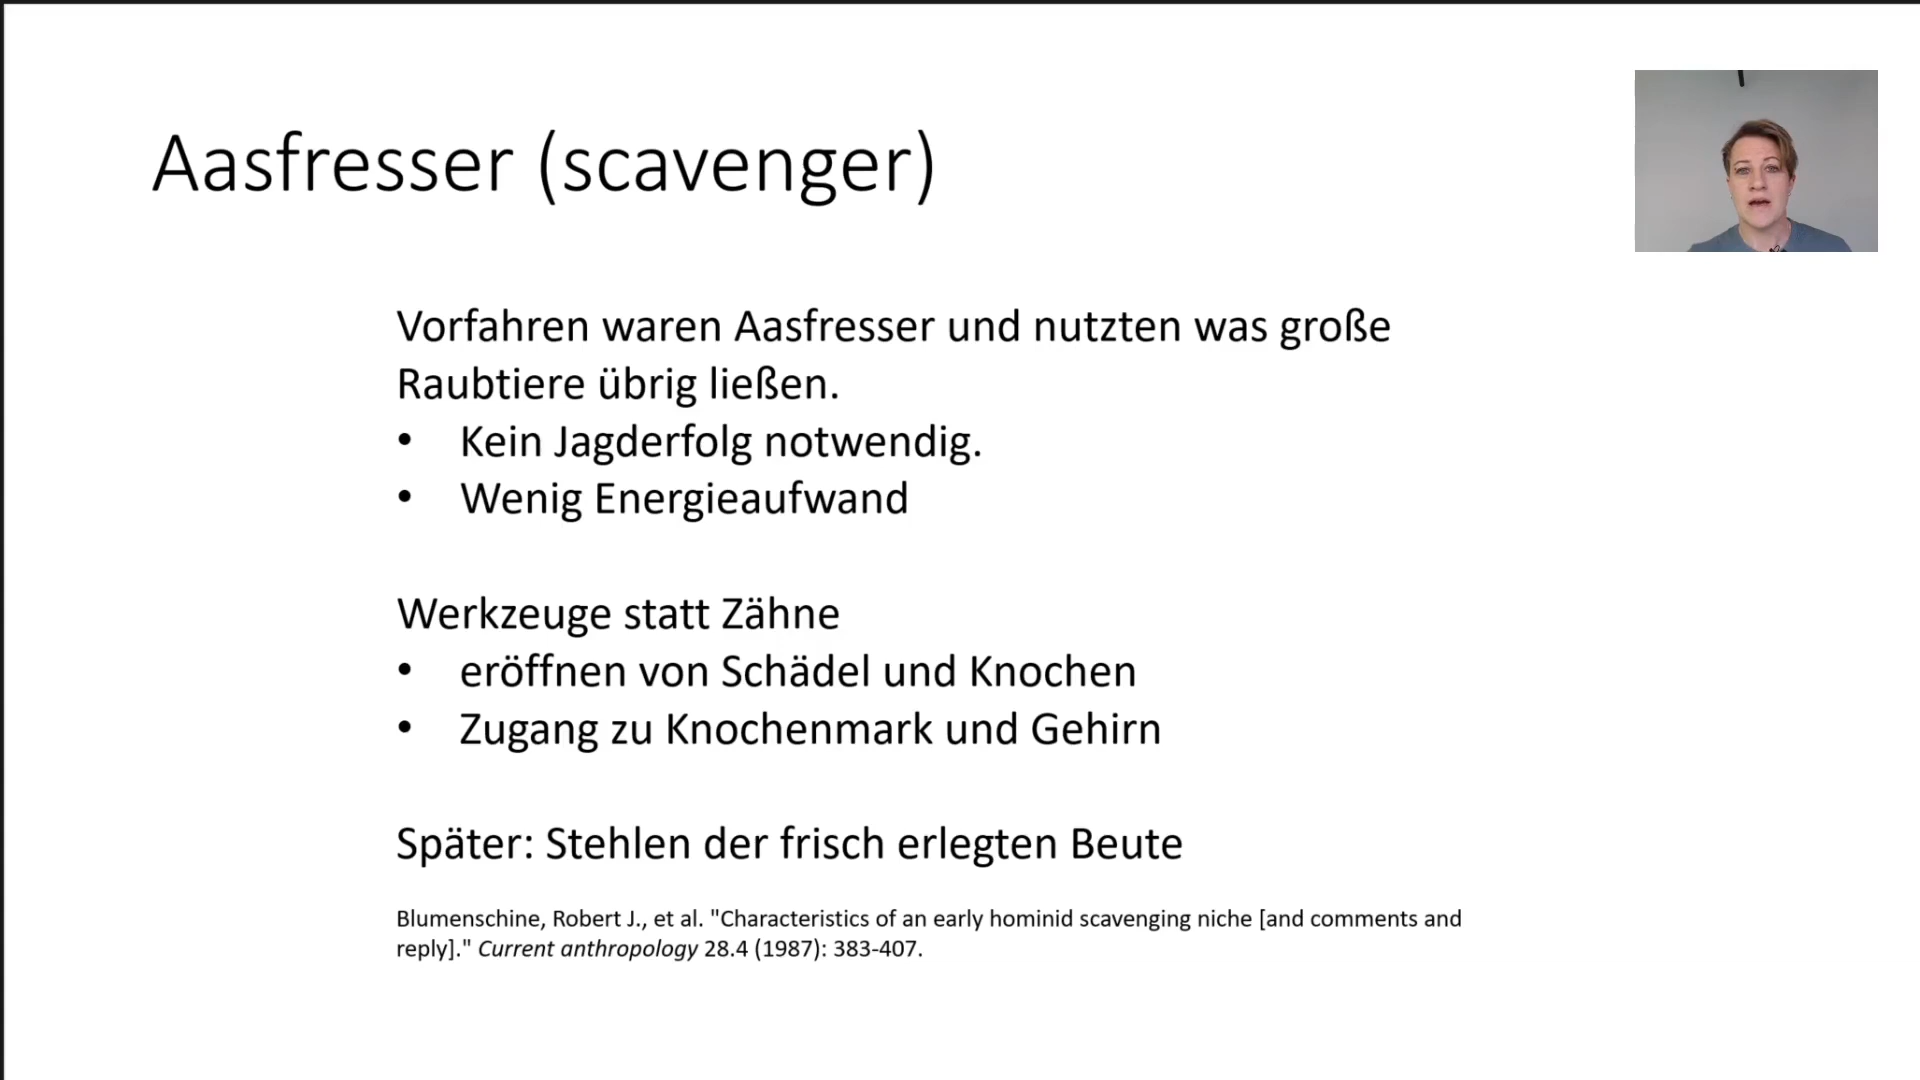 Aasfresser (scavenger)
Vorfahren waren Aasfresser und nutzten was große
Raubtiere übrig ließen.
• Kein Jagderfolg notwendig.
• Wenig Energieaufwand
Werkzeuge statt Zähne
• eröffnen von Schädel und Knochen
• Zugang zu Knochenmark und Gehirn
Später: Stehlen der frisch erlegten Beute
Blumenschine, Robert J., et al. "Characteristics of an early hominid scavenging niche [and comments and
reply]." Current anthropology 28.4 (1987): 383-407.